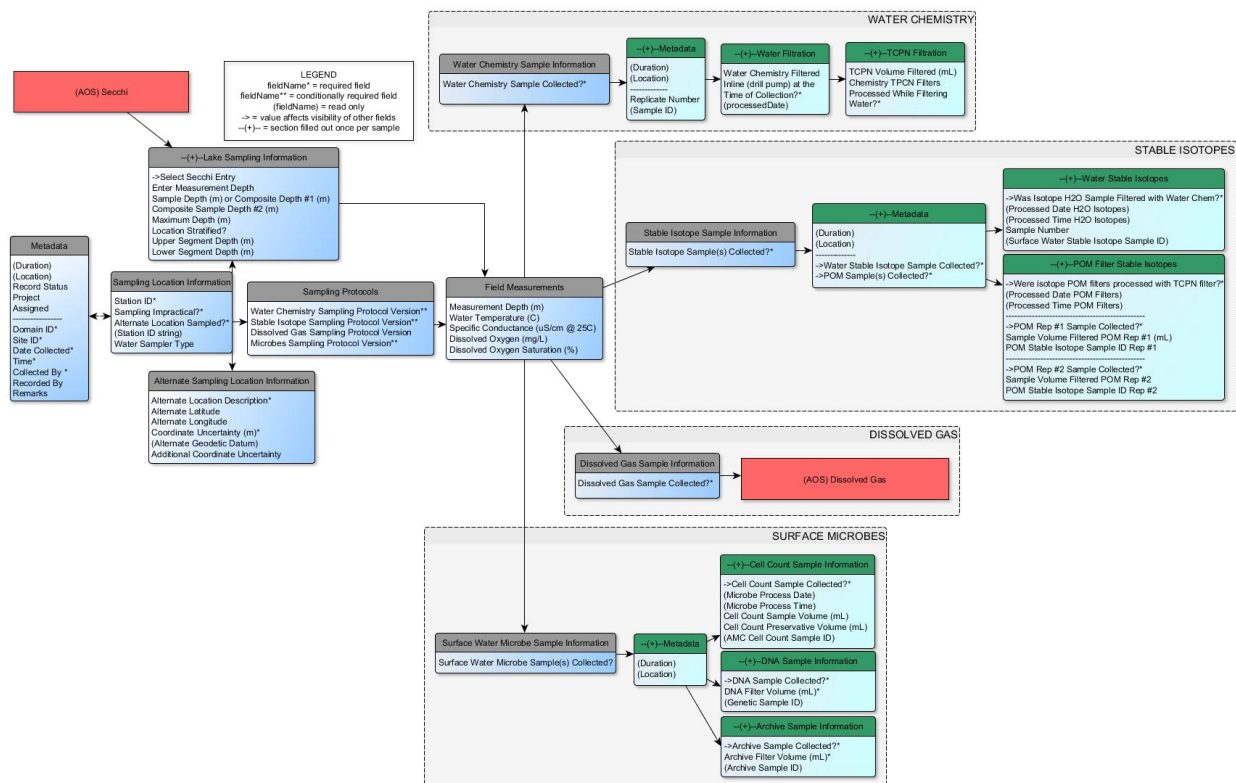 WATER CHEMISTRY
Water Chemistry Sample Information
Water Chemistry Sample Collected?*
--(+)--Metadata
(Duration)
(Location)
--------------
Replicate Number
(Sample ID)
--(+)--Water Filtration
Water Chemistry Filtered
Inline (drill pump) at the
Time of Collection?*
(processedDate)
--(+)--TCPN Filtration
TCPN Volume Filtered (mL)
Chemistry TCPN Filters
Processed While Filtering
Water?*
(AOS) Secchi
LEGEND
fieldName* = required field
fieldName** = conditionally required field
(fieldName) = read only
-> = value affects visibility of other fields
--(+)-- = section filled out once per sample
--(+)--Lake Sampling Information
->Select Secchi Entry
Enter Measurement Depth
Sample Depth (m) or Composite Depth #1 (m)
Composite Sample Depth #2 (m)
Maximum Depth (m)
Location Stratified?
Upper Segment Depth (m)
Lower Segment Depth (m)
Metadata
(Duration)
(Location)
Record Status
Project
Assigned
------------------
Domain ID*
Site ID*
Date Collected*
Time*
Collected By *
Recorded By
Remarks
Sampling Location Information
Station ID*
Sampling Impractical?*
Alternate Location Sampled?*
(Station ID string)
Water Sampler Type
Alternate Sampling Location Information
Alternate Location Description*
Alternate Latitude
Alternate Longitude
Coordinate Uncertainty (m)*
(Alternate Geodetic Datum)
Additional Coordinate Uncertainty
Sampling Protocols
Water Chemistry Sampling Protocol Version**
Stable Isotope Sampling Protocol Version**
Dissolved Gas Sampling Protocol Version
Microbes Sampling Protocol Version**
Field Measurements
Measurement Depth (m)
Water Temperature (C)
Specific Conductance (uS/cm @ 25C)
Dissolved Oxygen (mg/L)
Dissolved Oxygen Saturation (%)
STABLE ISOTOPES
Stable Isotope Sample Information
Stable Isotope Sample(s) Collected?*
--(+)--Metadata
(Duration)
(Location)
--------------
->Water Stable Isotope Sample Collected?*
->POM Sample(s) Collected?*
--(+)--Water Stable Isotopes
->Was Isotope H2O Sample Filtered with Water Chem?*
(Processed Date H2O Isotopes)
(Processed Time H2O Isotopes)
Sample Number
(Surface Water Stable Isotope Sample ID)
--(+)--POM Filter Stable Isotopes
->Were isotope POM filters processed with TCPN filter?*
(Processed Date POM Filters)
(Processed Time POM Filters)
--------------------------------------------------
->POM Rep #1 Sample Collected?*
Sample Volume Filtered POM Rep #1 (mL)
POM Stable Isotope Sample ID Rep #1
--------------------------------------------------
->POM Rep #2 Sample Collected?*
Sample Volume Filtered POM Rep #2
POM Stable Isotope Sample ID Rep #2
DISSOLVED GAS
Dissolved Gas Sample Information
Dissolved Gas Sample Collected?*
(AOS) Dissolved Gas
SURFACE MICROBES
Surface Water Microbe Sample Information
Surface Water Microbe Sample(s) Collected?
--(+)--Metadata
(Duration)
(Location)
--(+)--Cell Count Sample Information
->Cell Count Sample Collected?*
(Microbe Process Date)
(Microbe Process Time)
Cell Count Sample Volume (mL)
Cell Count Preservative Volume (mL)
(AMC Cell Count Sample ID)
--(+)--DNA Sample Information
->DNA Sample Collected?*
DNA Filter Volume (mL)*
(Genetic Sample ID)
--(+)--Archive Sample Information
->Archive Sample Collected?*
Archive Filter Volume (mL)*
(Archive Sample ID)